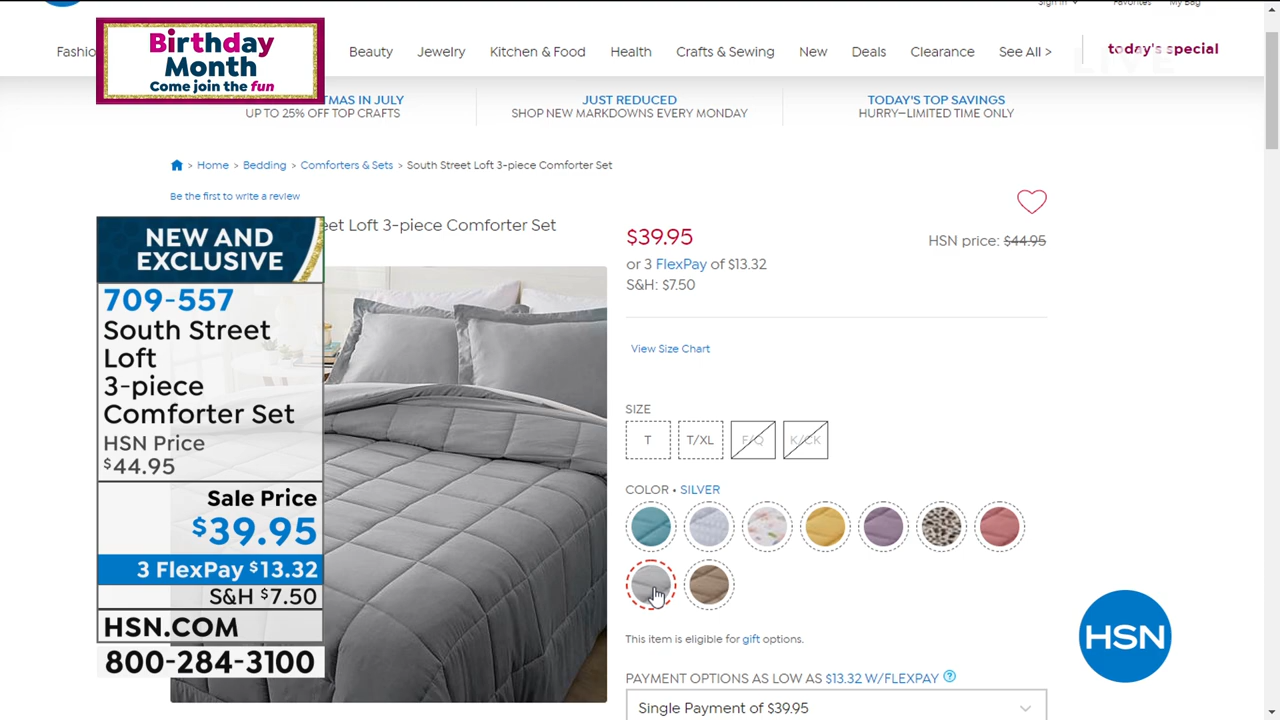 Sign In
Favorites
My Bag
Fashio
Beauty
Jewelry
Kitchen & Food
Health
Crafts & Sewing
New
Deals
Clearance
See All >
today's special
LIVE
Birthday
Month
Come join the fun
TMAS IN JULY
UP TO 25% OFF TOP CRAFTS
JUST REDUCED
SHOP NEW MARKDOWNS EVERY MONDAY
TODAY'S TOP SAVINGS
HURRY—LIMITED TIME ONLY
> Home > Bedding > Comforters & Sets > South Street Loft 3-piece Comforter Set
Be the first to write a review
eet Loft 3-piece Comforter Set
NEW AND
EXCLUSIVE
709-557
South Street
Loft
3-piece
Comforter Set
HSN Price
$44.95
Sale Price
$39.95
3 FlexPay $13.32
S&H $7.50
HSN.COM
800-284-3100
$39.95
HSN price: $44.95
or 3 FlexPay of $13.32
S&H: $7.50
View Size Chart
SIZE
T
T/XL
F/Q
K/CK
COLOR • SILVER
This item is eligible for gift options.
PAYMENT OPTIONS AS LOW AS $13.32 W/FLEXPAY ?
Single Payment of $39.95
HSN